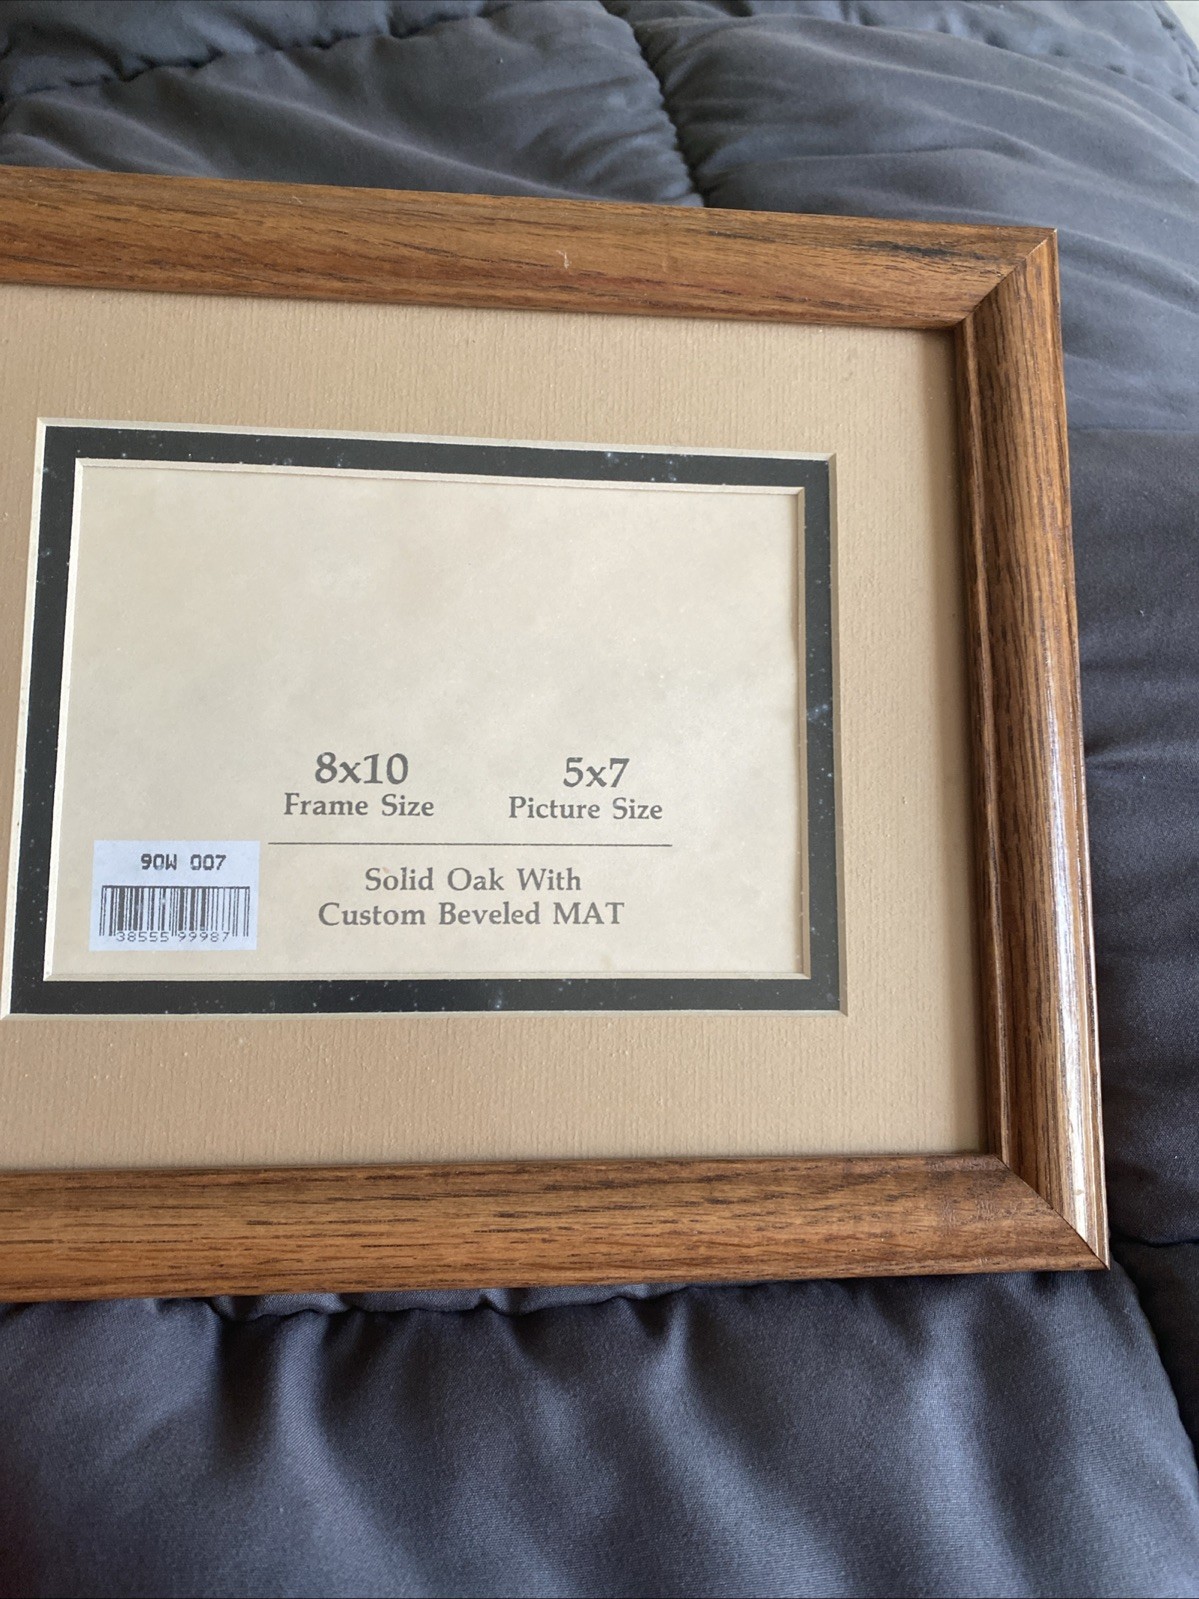 8x10
Frame Size
5x7
Picture Size
Solid Oak With
Custom Beveled MAT
90W 007
38555 99987